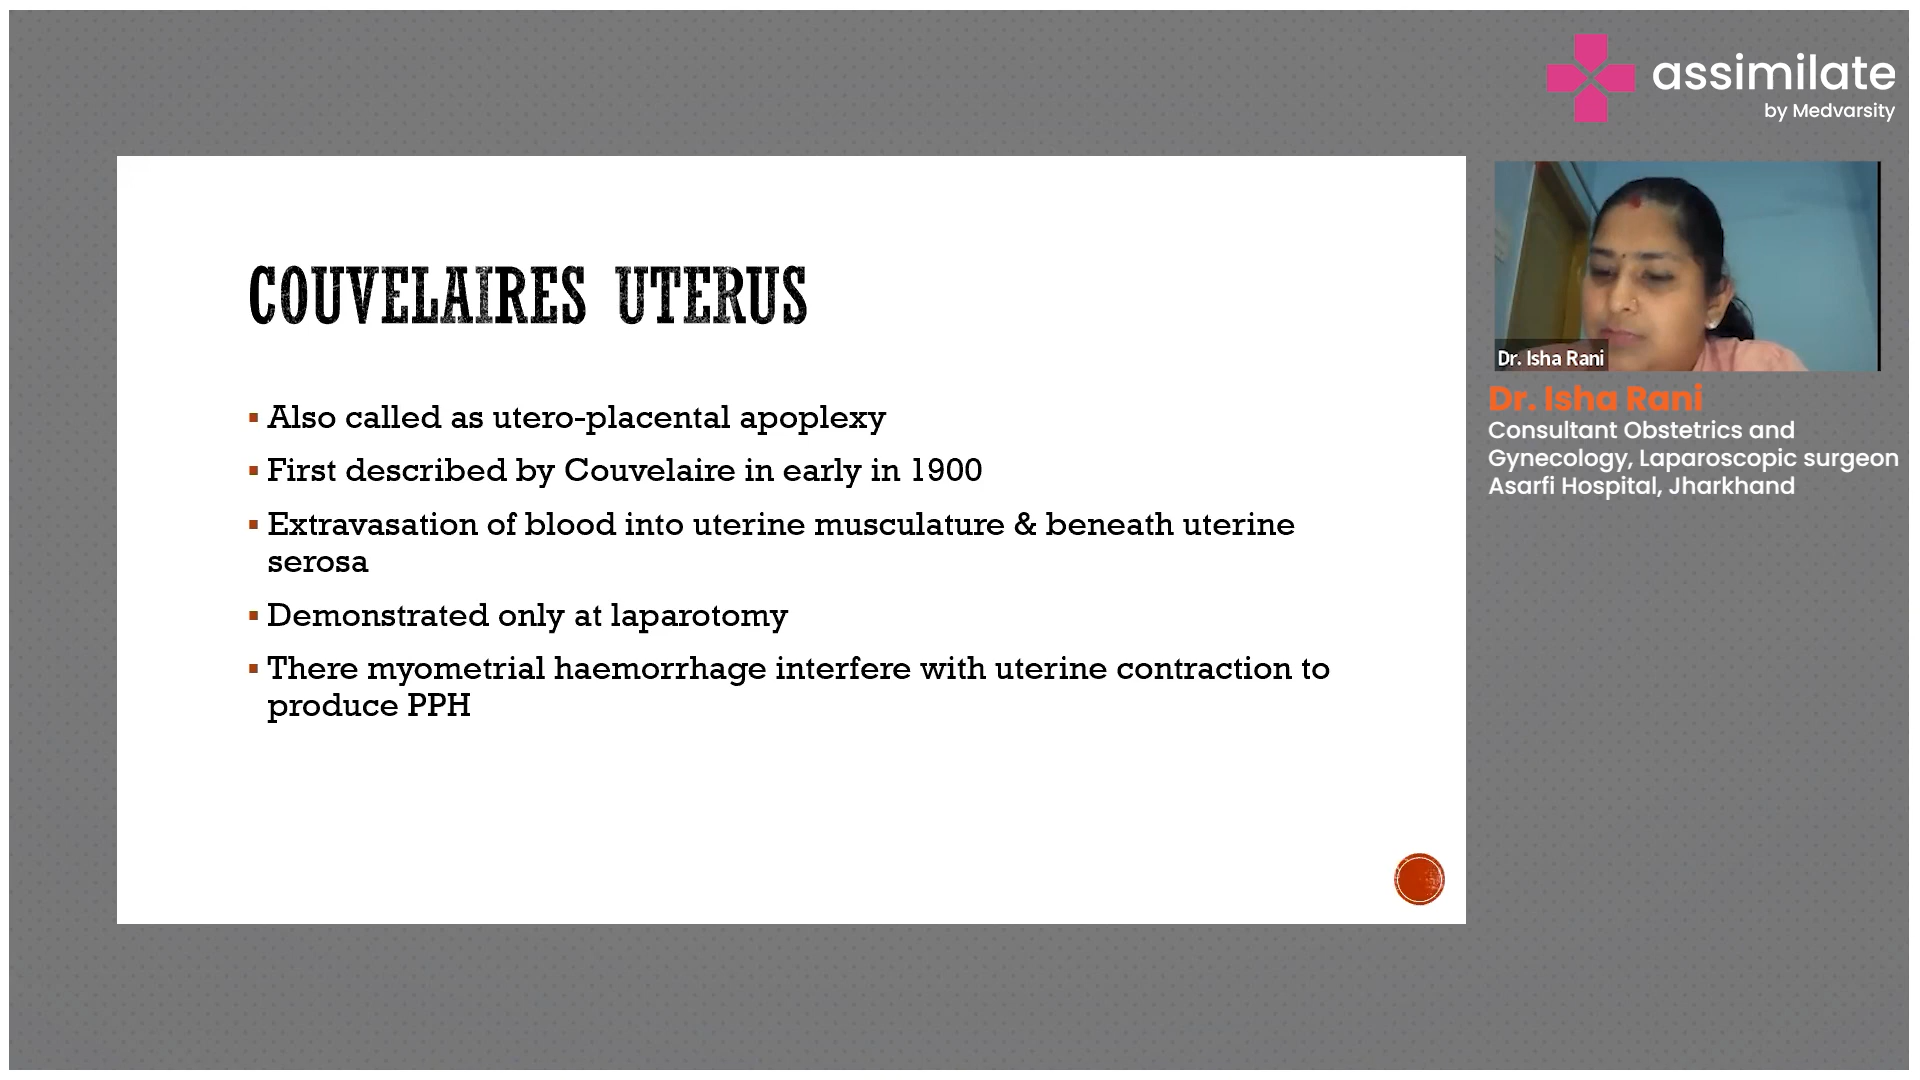 assimilate
by Medvarsity
COUVELAIRES UTERUS
Also called as utero-placental apoplexy
First described by Couvelaire in early in 1900
Extravasation of blood into uterine musculature & beneath uterine
serosa
Demonstrated only at laparotomy
There myometrial haemorrhage interfere with uterine contraction to
produce PPH
Dr. Isha Rani
Dr. Isha Rani
Consultant Obstetrics and
Gynecology, Laparoscopic surgeon
Asarfi Hospital, Jharkhand